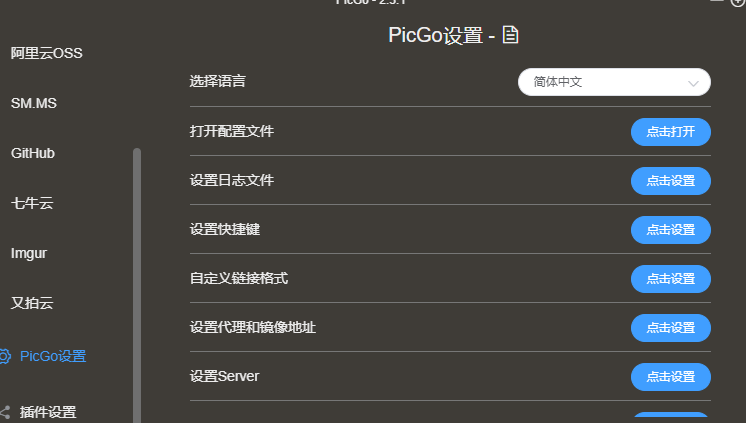 PicGo - 2.3.1
阿里云OSS
SM.MS
GitHub
七牛云
Imgur
又拍云
PicGo设置
插件设置
PicGo设置 -
选择语言 简体中文
打开配置文件 点击打开
设置日志文件 点击设置
设置快捷键 点击设置
自定义链接格式 点击设置
设置代理和镜像地址 点击设置
设置Server 点击设置